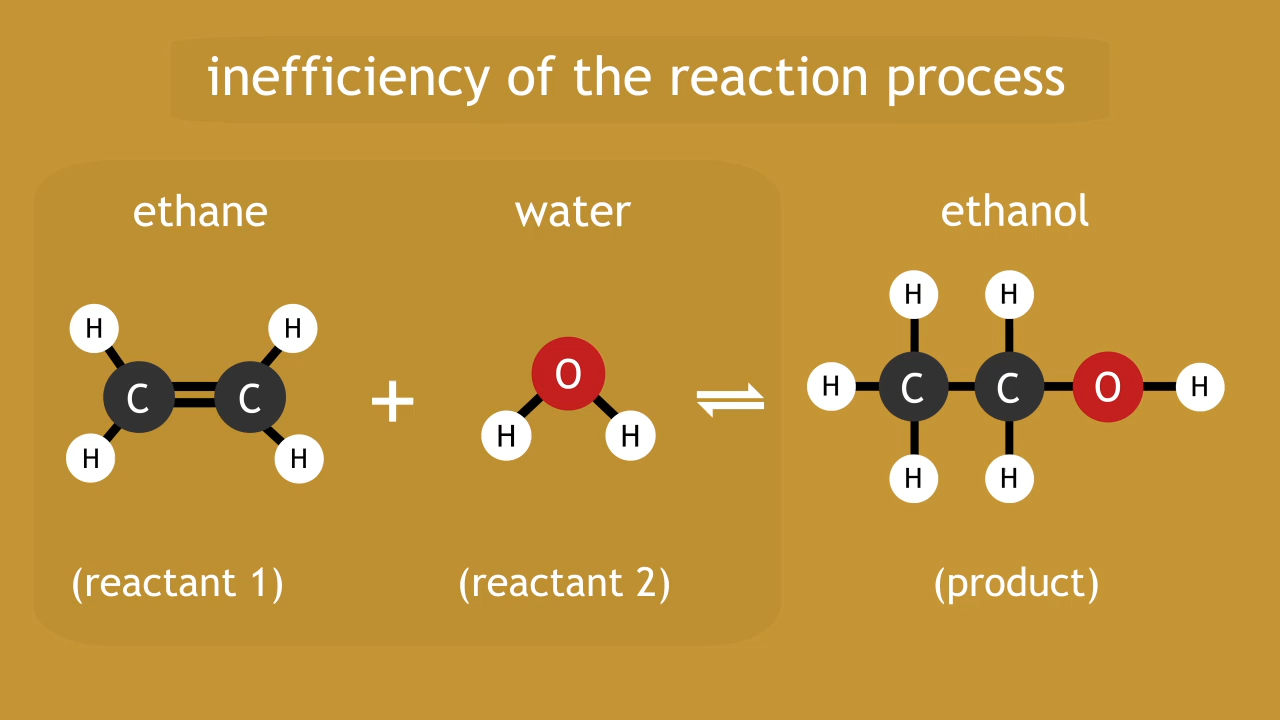 inefficiency of the reaction process
ethane water ethanol
H H H H
C C + O ⇌ H C C O H
H H H H H H
(reactant 1) (reactant 2) (product)